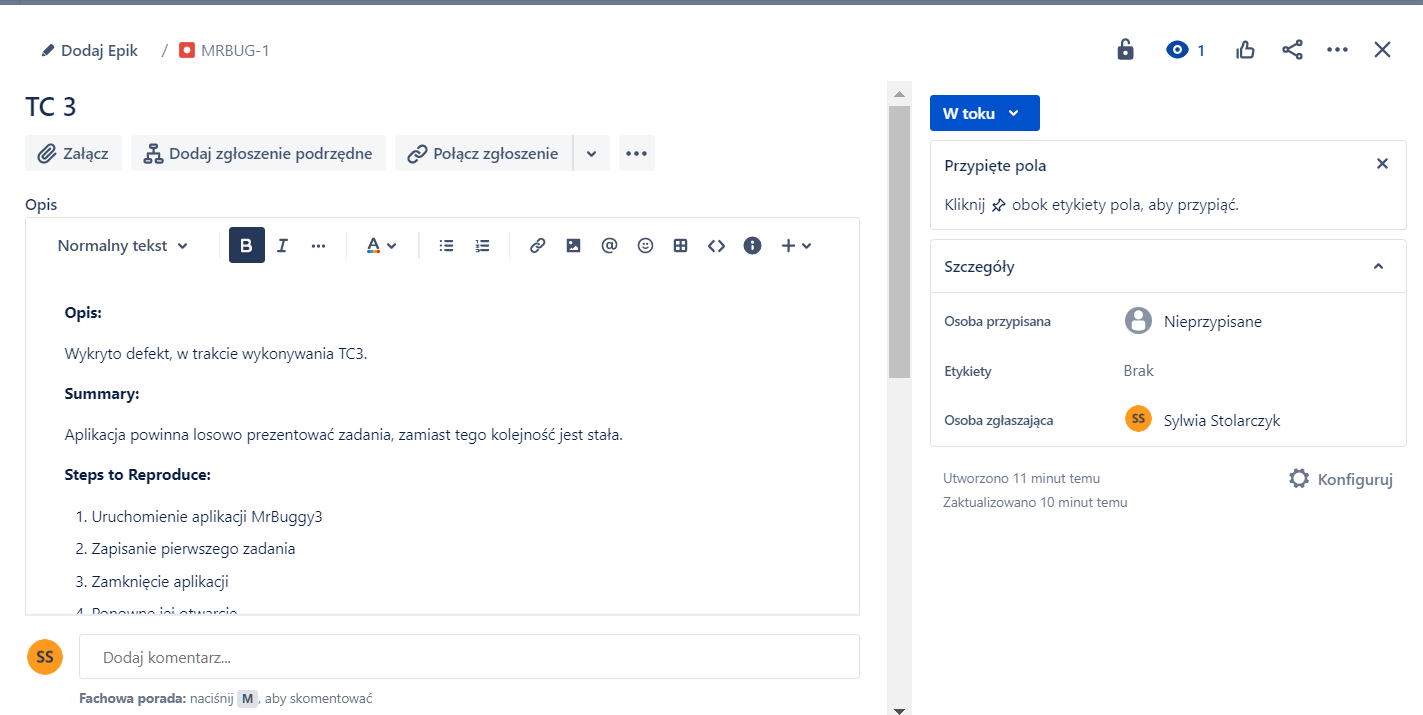 Dodaj Epik / MRBUG-1
1
TC 3
Załącz Dodaj zgłoszenie podrzędne Połącz zgłoszenie
Opis
Normalny tekst B I A
Opis:
Wykryto defekt, w trakcie wykonywania TC3.
Summary:
Aplikacja powinna losowo prezentować zadania, zamiast tego kolejność jest stała.
Steps to Reproduce:
1. Uruchomienie aplikacji MrBuggy3
2. Zapisanie pierwszego zadania
3. Zamknięcie aplikacji
4. Ponowne jej otwarcie
SS Dodaj komentarz...
Fachowa porada: naciśnij M, aby skomentować
W toku
Przypięte pola
Kliknij obok etykiety pola, aby przypiąć.
Szczegóły
Osoba przypisana Nieprzypisane
Etykiety Brak
Osoba zgłaszająca SS Sylwia Stolarczyk
Utworzono 11 minut temu Konfiguruj
Zaktualizowano 10 minut temu